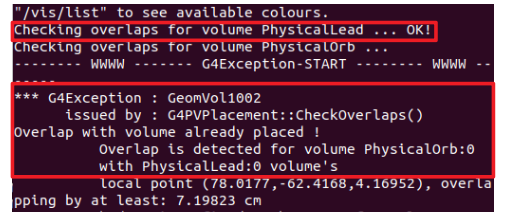 "/vis/list" to see available colours.
Checking overlaps for volume PhysicalLead ... OK!
Checking overlaps for volume PhysicalOrb ...
-------- WWWW ------- G4Exception-START -------- WWWW --
-----
*** G4Exception : GeomVol1002
issued by : G4PVPlacement::CheckOverlaps()
Overlap with volume already placed !
Overlap is detected for volume PhysicalOrb:0
with PhysicalLead:0 volume's
local point (78.0177,-62.4168,4.16952), overla
pping by at least: 7.19823 cm